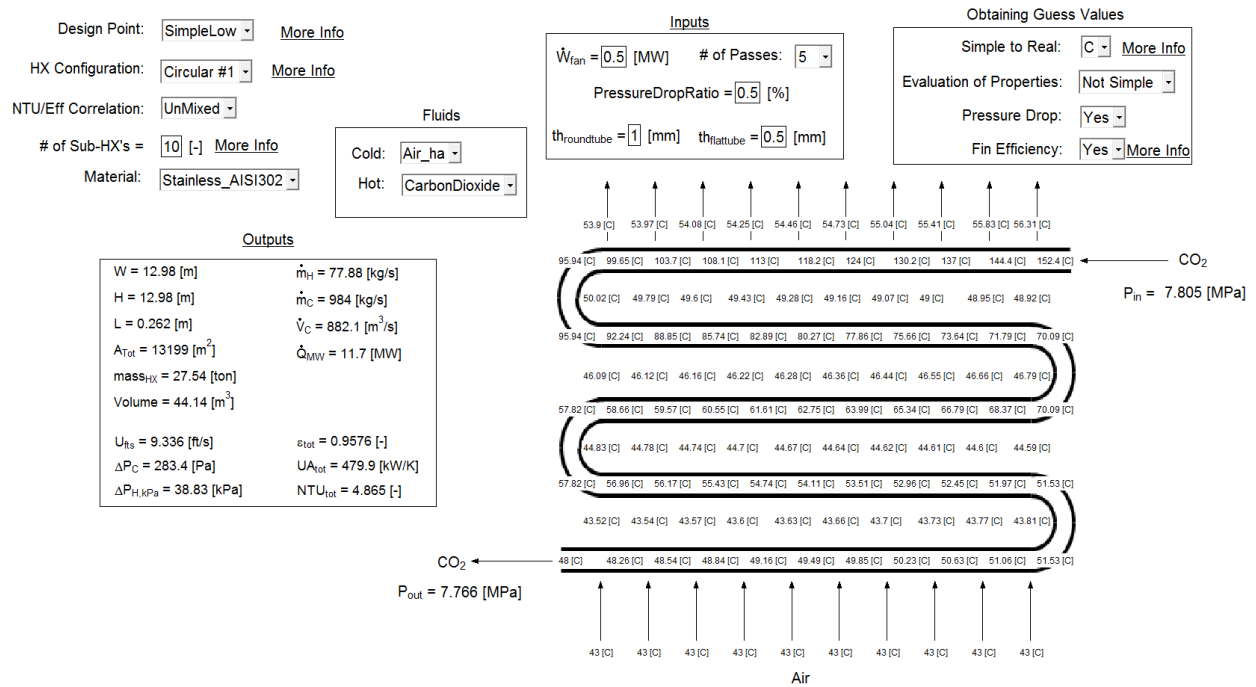 Design Point: SimpleLow More Info
HX Configuration: Circular #1 More Info
NTU/Eff Correlation: UnMixed
# of Sub-HX's = 10 [-] More Info
Material: Stainless_AISI302
Fluids
Cold: Air_ha
Hot: CarbonDioxide
Inputs
Ẇfan = 0.5 [MW] # of Passes: 5
PressureDropRatio = 0.5 [%]
throundtube = 1 [mm] thflattube = 0.5 [mm]
Obtaining Guess Values
Simple to Real: C More Info
Evaluation of Properties: Not Simple
Pressure Drop: Yes
Fin Efficiency: Yes More Info
Outputs
W = 12.98 [m] ṁH = 77.88 [kg/s]
H = 12.98 [m] ṁC = 984 [kg/s]
L = 0.262 [m] V̇C = 882.1 [m³/s]
ATot = 13199 [m²] Q̇MW = 11.7 [MW]
massHX = 27.54 [ton]
Volume = 44.14 [m³]
Ufts = 9.336 [ft/s] εtot = 0.9576 [-]
ΔPC = 283.4 [Pa] UAtot = 479.9 [kW/K]
ΔPH,kPa = 38.83 [kPa] NTUtot = 4.865 [-]
53.9 [C] 53.97 [C] 54.08 [C] 54.25 [C] 54.46 [C] 54.73 [C] 55.04 [C] 55.41 [C] 55.83 [C] 56.31 [C]
95.94 [C] 99.65 [C] 103.7 [C] 108.1 [C] 113 [C] 118.2 [C] 124 [C] 130.2 [C] 137 [C] 144.4 [C] 152.4 [C] CO₂
Pin = 7.805 [MPa]
50.02 [C] 49.79 [C] 49.6 [C] 49.43 [C] 49.28 [C] 49.16 [C] 49.07 [C] 49 [C] 48.95 [C] 48.92 [C]
95.94 [C] 92.24 [C] 88.85 [C] 85.74 [C] 82.89 [C] 80.27 [C] 77.86 [C] 75.66 [C] 73.64 [C] 71.79 [C] 70.09 [C]
46.09 [C] 46.12 [C] 46.16 [C] 46.22 [C] 46.28 [C] 46.36 [C] 46.44 [C] 46.55 [C] 46.66 [C] 46.79 [C]
57.82 [C] 58.66 [C] 59.57 [C] 60.55 [C] 61.61 [C] 62.75 [C] 63.99 [C] 65.34 [C] 66.79 [C] 68.37 [C] 70.09 [C]
44.83 [C] 44.78 [C] 44.74 [C] 44.7 [C] 44.67 [C] 44.64 [C] 44.62 [C] 44.61 [C] 44.6 [C] 44.59 [C]
57.82 [C] 56.96 [C] 56.17 [C] 55.43 [C] 54.74 [C] 54.11 [C] 53.51 [C] 52.96 [C] 52.45 [C] 51.97 [C] 51.53 [C]
43.52 [C] 43.54 [C] 43.57 [C] 43.6 [C] 43.63 [C] 43.66 [C] 43.7 [C] 43.73 [C] 43.77 [C] 43.81 [C]
CO₂ 48 [C] 48.26 [C] 48.54 [C] 48.84 [C] 49.16 [C] 49.49 [C] 49.85 [C] 50.23 [C] 50.63 [C] 51.06 [C] 51.53 [C]
Pout = 7.766 [MPa]
43 [C] 43 [C] 43 [C] 43 [C] 43 [C] 43 [C] 43 [C] 43 [C] 43 [C] 43 [C]
Air